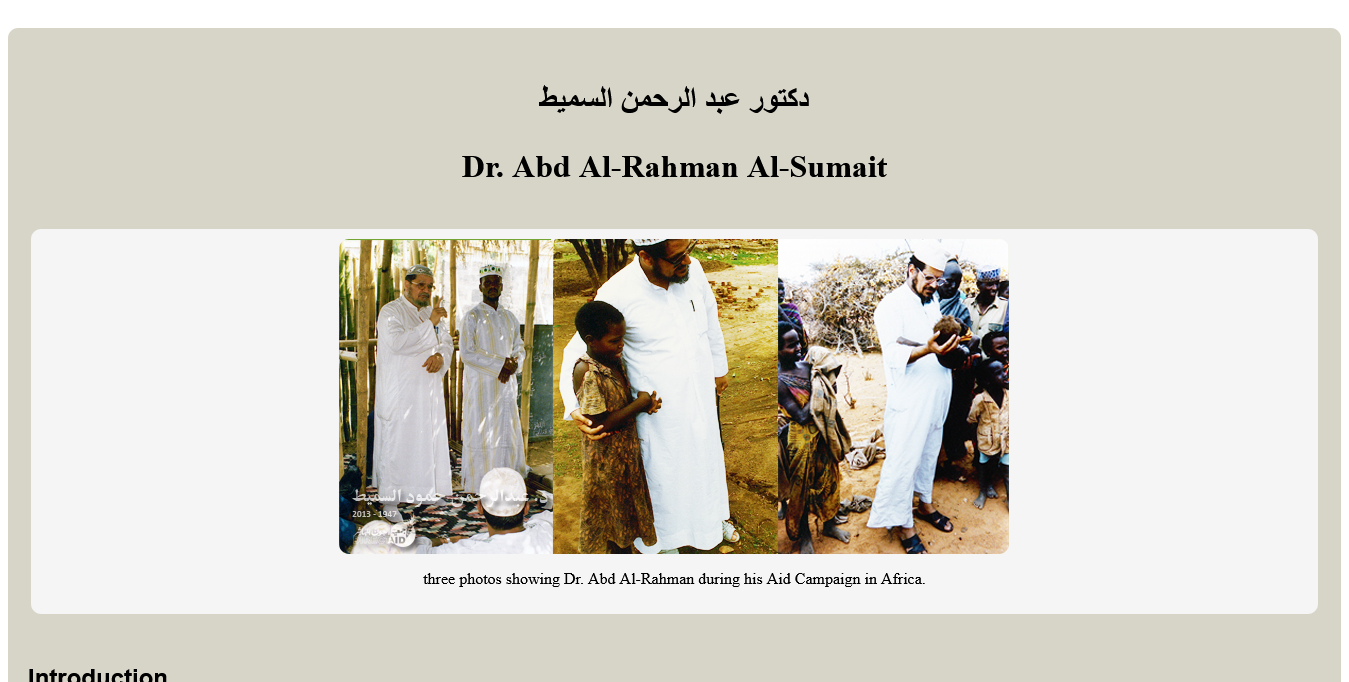 دكتور عبد الرحمن السميط
Dr. Abd Al-Rahman Al-Sumait
د. عبدالرحمن حمود السميط
2013 - 1947
AID
three photos showing Dr. Abd Al-Rahman during his Aid Campaign in Africa.
Introduction